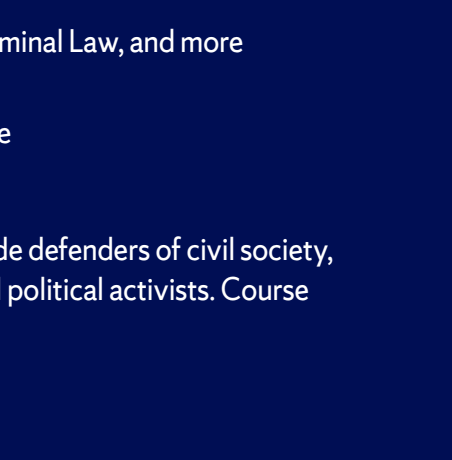 minal Law, and more
e
de defenders of civil society,
political activists. Course